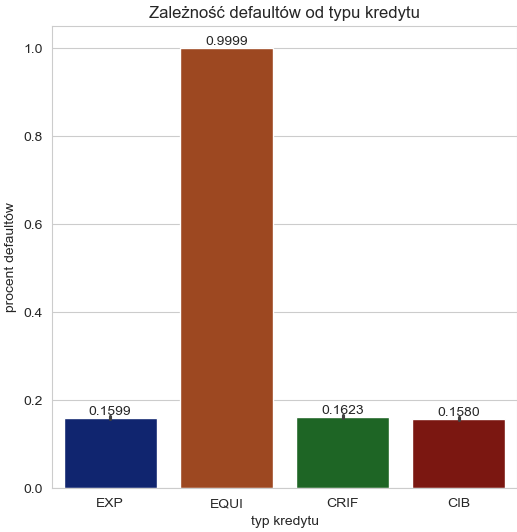 Zależność defaultów od typu kredytu
procent defaultów
1.0
0.8
0.6
0.4
0.2
0.0
0.1599
0.9999
0.1623
0.1580
EXP
EQUI
CRIF
CIB
typ kredytu